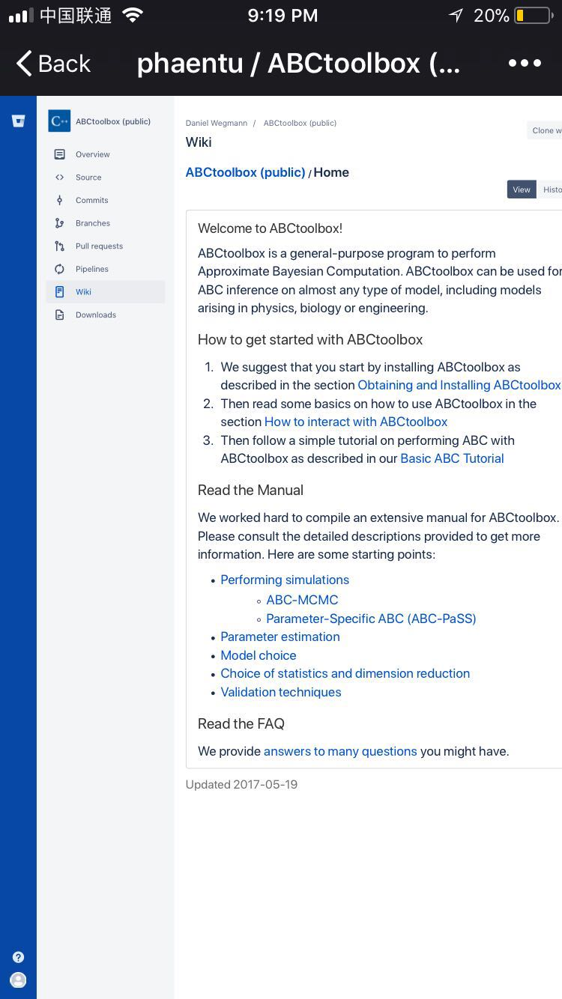 中国联通 9:19 PM 20%
Back phaentu / ABCtoolbox (...
C++ ABCtoolbox (public)
Overview
Source
Commits
Branches
Pull requests
Pipelines
Wiki
Downloads
Daniel Wegmann / ABCtoolbox (public)
Clone w
Wiki
ABCtoolbox (public) / Home
View Histo
Welcome to ABCtoolbox!
ABCtoolbox is a general-purpose program to perform
Approximate Bayesian Computation. ABCtoolbox can be used for
ABC inference on almost any type of model, including models
arising in physics, biology or engineering.
How to get started with ABCtoolbox
1. We suggest that you start by installing ABCtoolbox as
described in the section Obtaining and Installing ABCtoolbox
2. Then read some basics on how to use ABCtoolbox in the
section How to interact with ABCtoolbox
3. Then follow a simple tutorial on performing ABC with
ABCtoolbox as described in our Basic ABC Tutorial
Read the Manual
We worked hard to compile an extensive manual for ABCtoolbox.
Please consult the detailed descriptions provided to get more
information. Here are some starting points:
• Performing simulations
◦ ABC-MCMC
◦ Parameter-Specific ABC (ABC-PaSS)
• Parameter estimation
• Model choice
• Choice of statistics and dimension reduction
• Validation techniques
Read the FAQ
We provide answers to many questions you might have.
Updated 2017-05-19